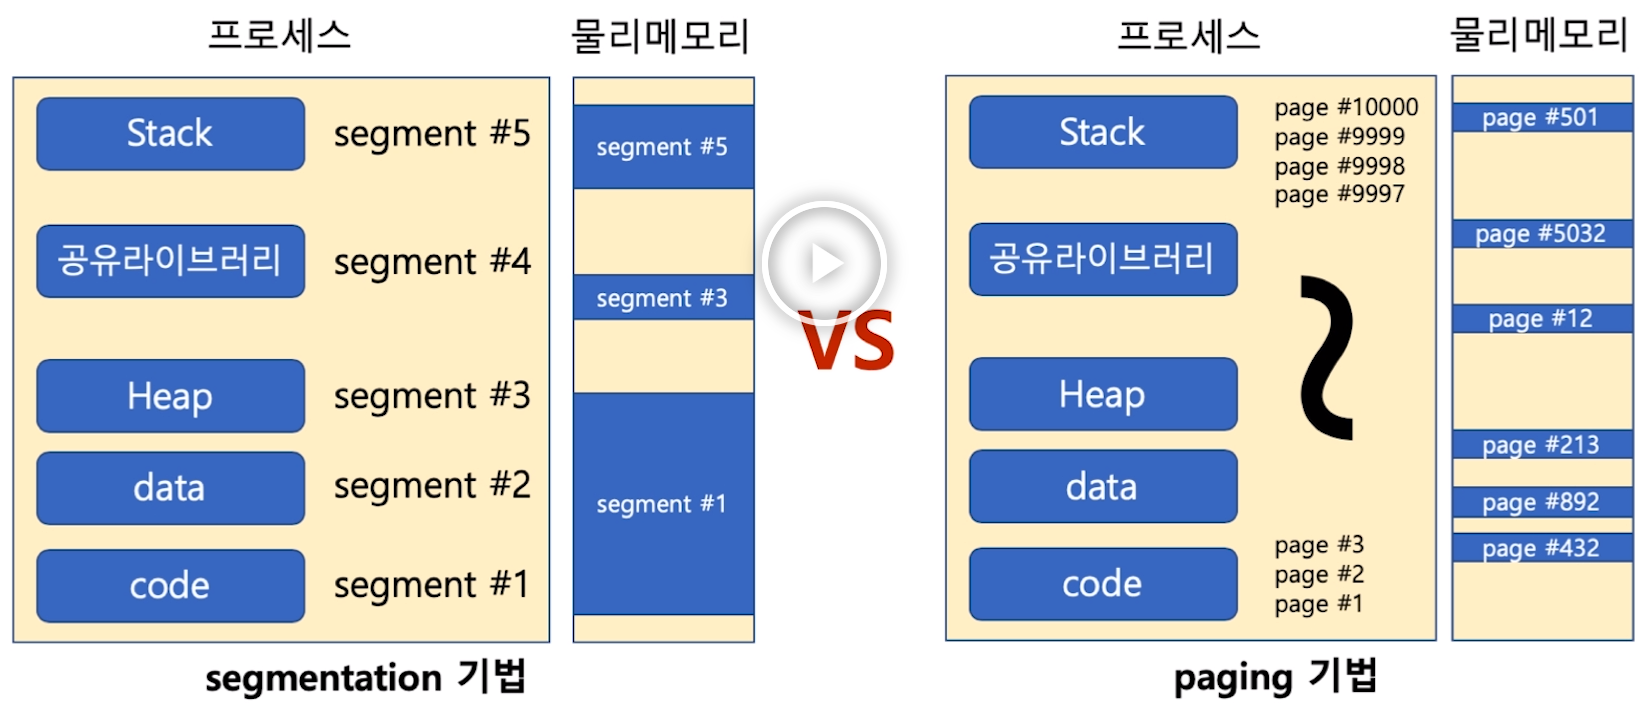 프로세스
물리메모리
Stack
segment #5
공유라이브러리
segment #4
Heap
segment #3
data
segment #2
code
segment #1
segment #5
segment #3
segment #1
segmentation 기법
VS
프로세스
물리메모리
Stack
page #10000
page #9999
page #9998
page #9997
공유라이브러리
Heap
data
code
page #3
page #2
page #1
page #501
page #5032
page #12
page #213
page #892
page #432
paging 기법